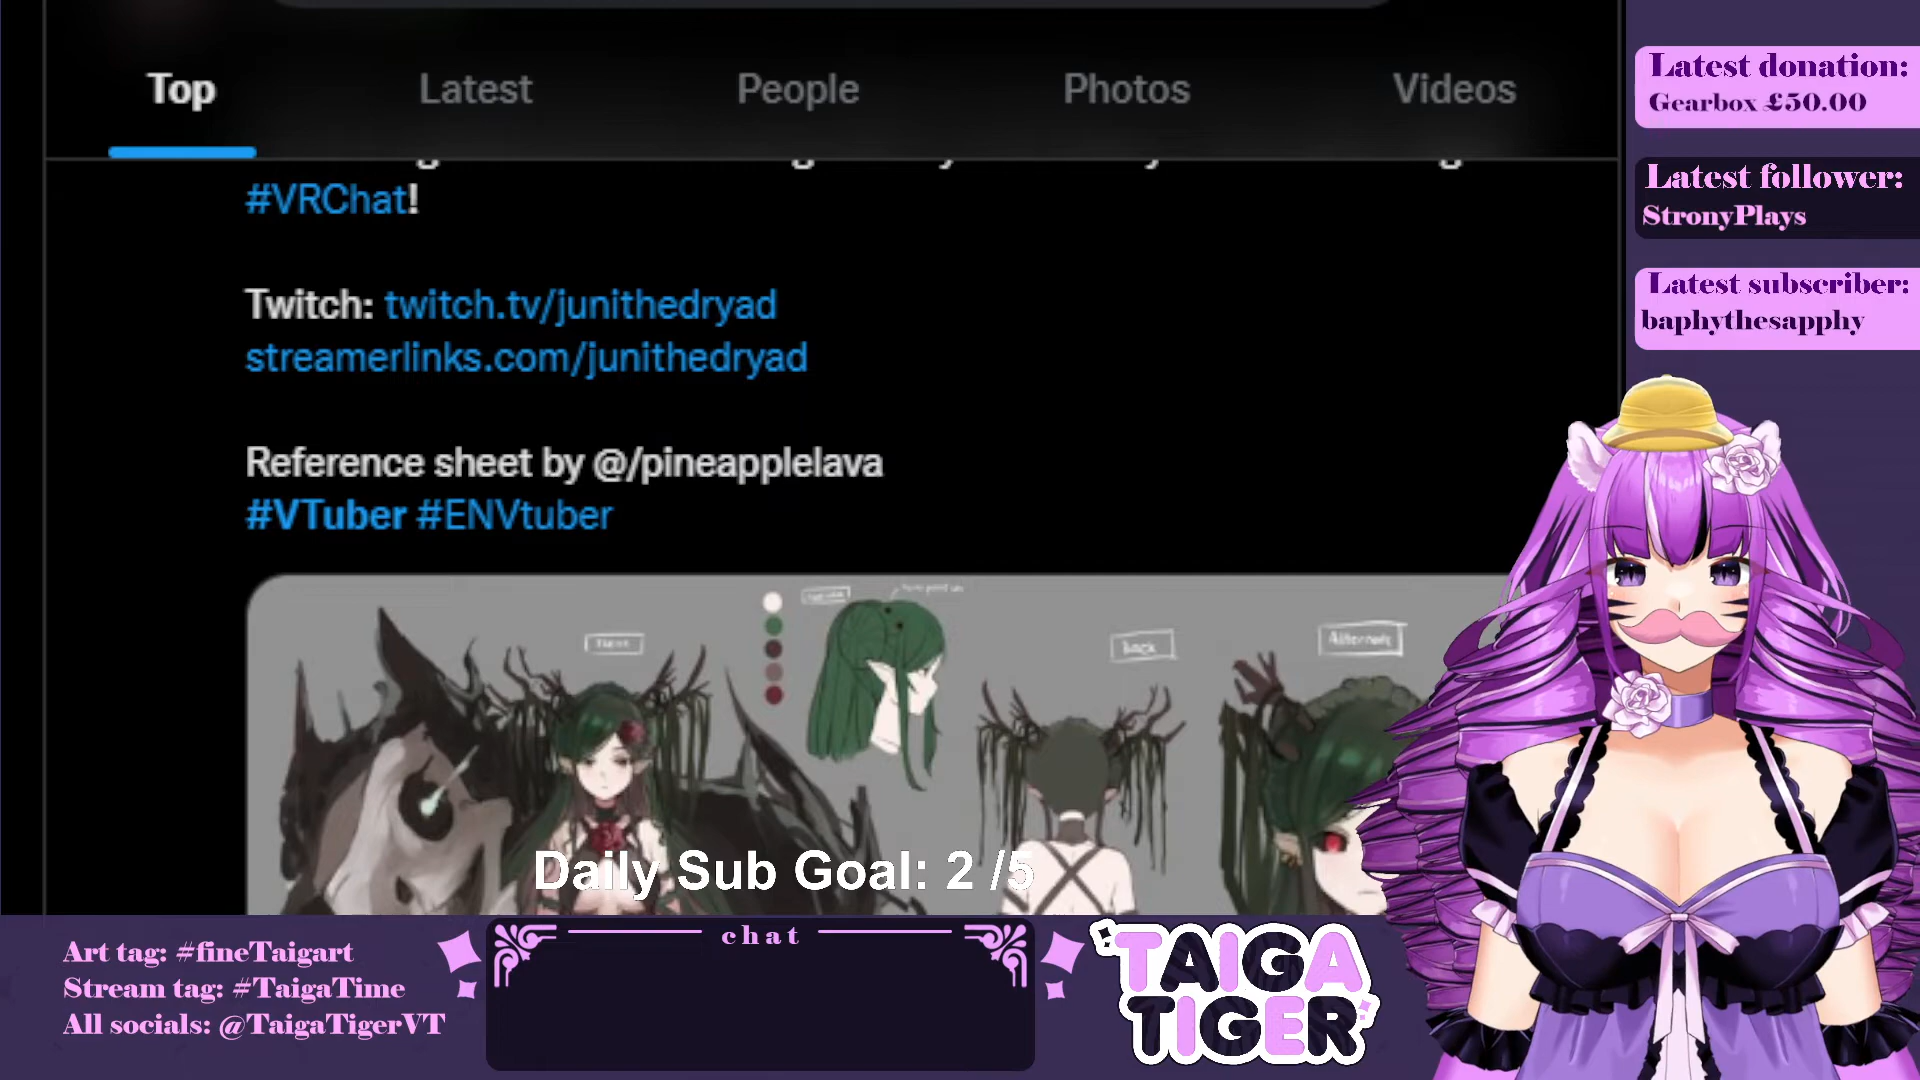 Top Latest People Photos Videos
#VRChat!
Twitch: twitch.tv/junithedryad
streamerlinks.com/junithedryad
Reference sheet by @/pineapplelava
#VTuber #ENVtuber
back
Alternate
Daily Sub Goal: 2 /5
Latest donation:
Gearbox £50.00
Latest follower:
StronyPlays
Latest subscriber:
baphythesapphy
Art tag: #fineTaigart
Stream tag: #TaigaTime
All socials: @TaigaTigerVT
chat
TAIGA
TIGER